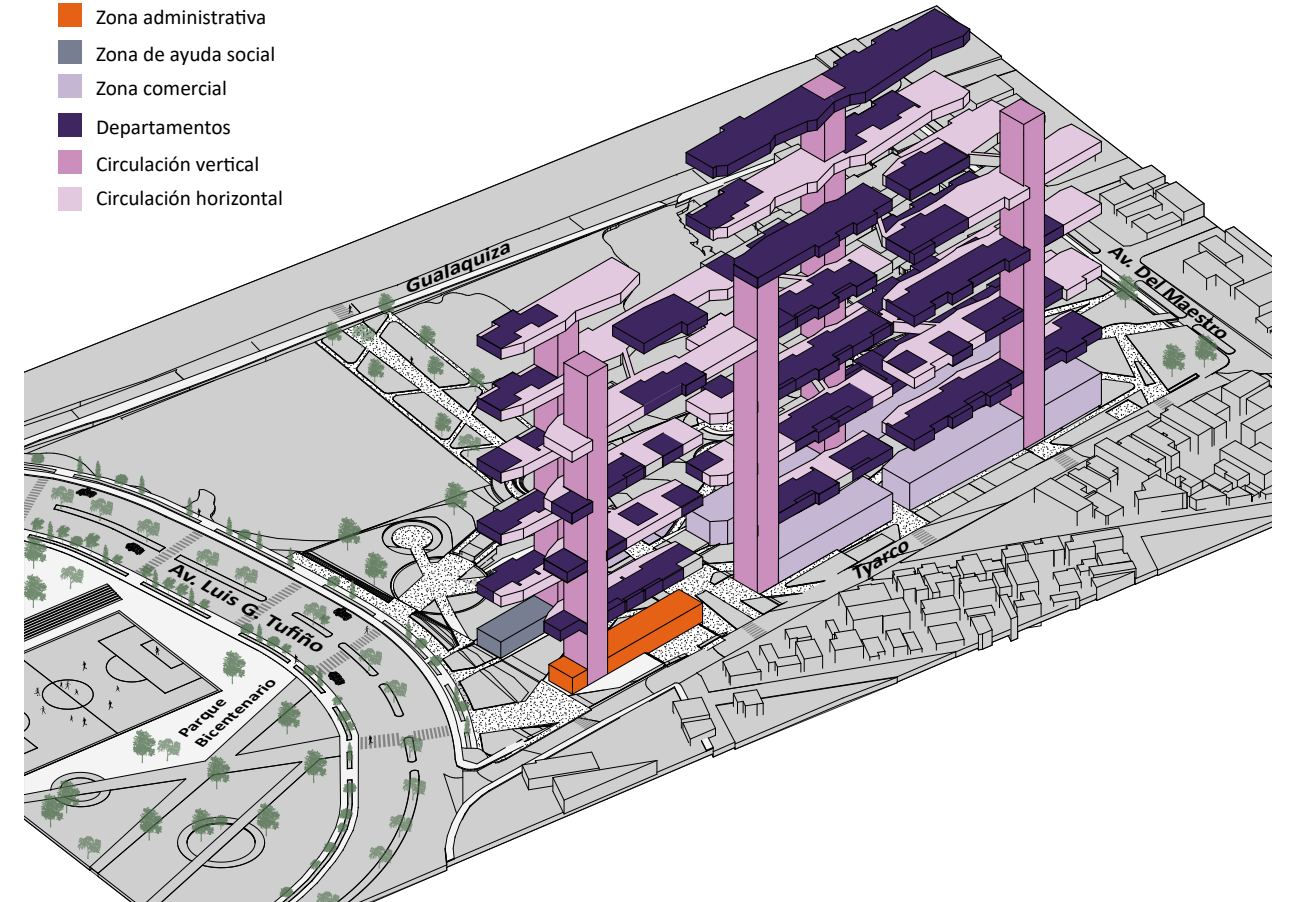 Zona administrativa
Zona de ayuda social
Zona comercial
Departamentos
Circulación vertical
Circulación horizontal
Gualaquiza
Av. Del Maestro
Tyarco
Av. Luis G, Tufiño
Parque
Bicentenario